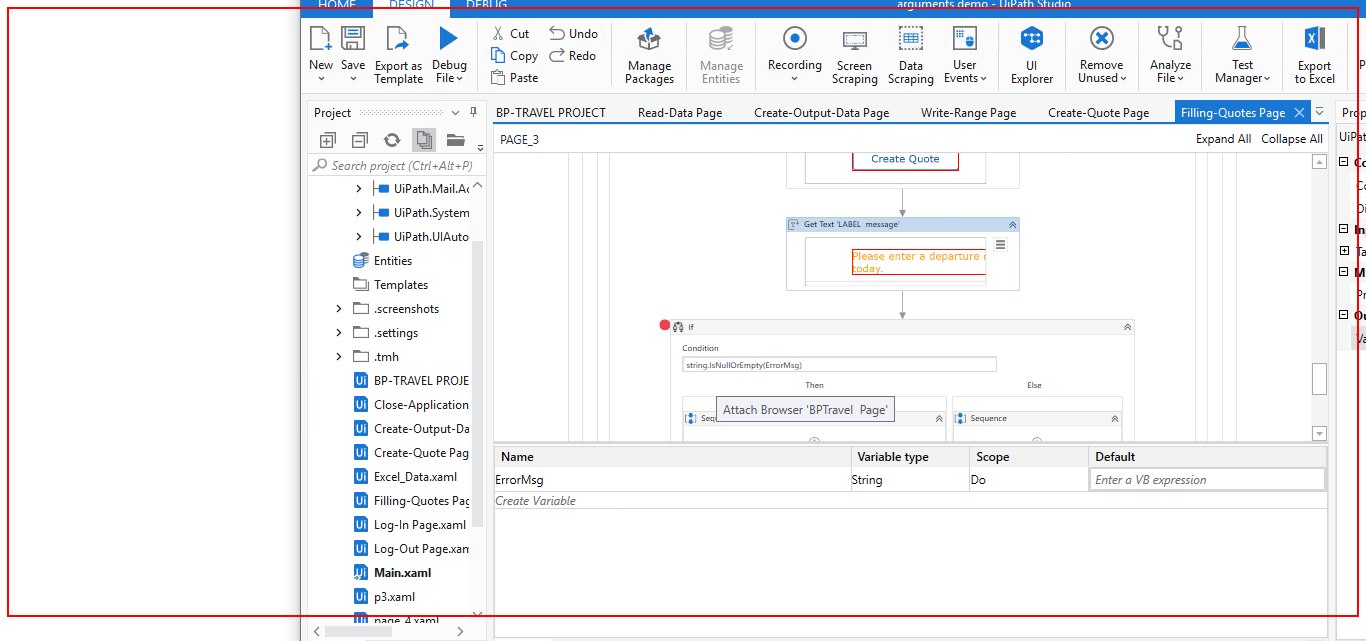 HOME DESIGN DEBUG
arguments demo - UiPath Studio
New Save Export as Template Debug File
Cut Copy Paste Undo Redo
Manage Packages
Manage Entities
Recording Screen Scraping Data Scraping User Events
UI Explorer
Remove Unused
Analyze File
Test Manager
Export to Excel
Project
BP-TRAVEL PROJECT Read-Data Page Create-Output-Data Page Write-Range Page Create-Quote Page Filling-Quotes Page
PAGE_3 Expand All Collapse All
Search project (Ctrl+Alt+P)
UiPath.Mail.Ac
UiPath.System
UiPath.UIAuto
Entities
Templates
.screenshots
.settings
.tmh
BP-TRAVEL PROJE
Close-Application
Create-Output-Da
Create-Quote Pag
Excel_Data.xaml
Filling-Quotes Pag
Log-In Page.xaml
Log-Out Page.xam
Main.xaml
p3.xaml
page_4.xaml
Create Quote
Get Text 'LABEL message'
Please enter a departure
today.
If
Condition
string.IsNullOrEmpty(ErrorMsg)
Then Else
Attach Browser 'BPTravel Page'
Sequence
Name Variable type Scope Default
ErrorMsg String Do Enter a VB expression
Create Variable
Prop
UiPat